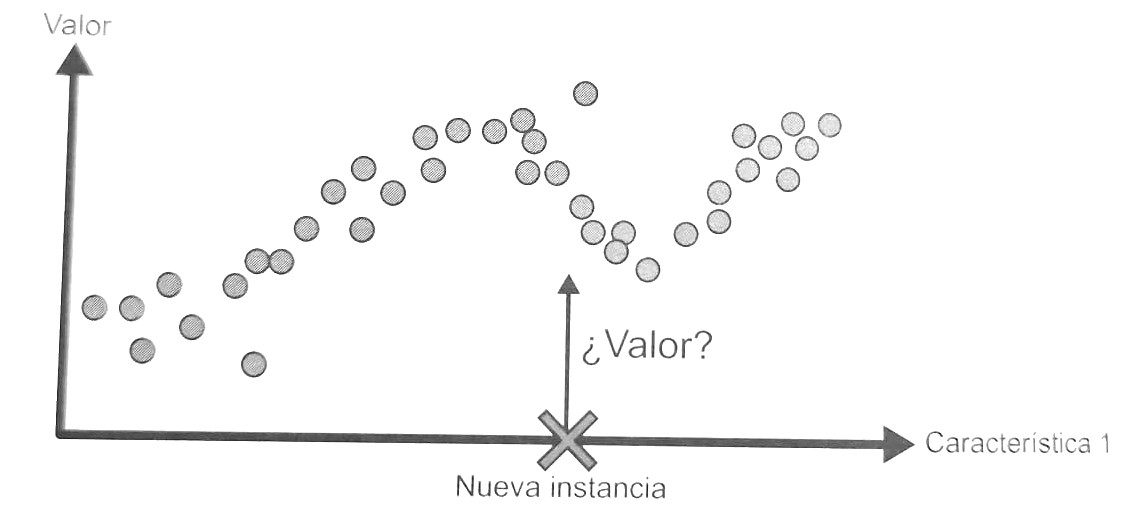 Valor
¿Valor?
Característica 1
Nueva instancia